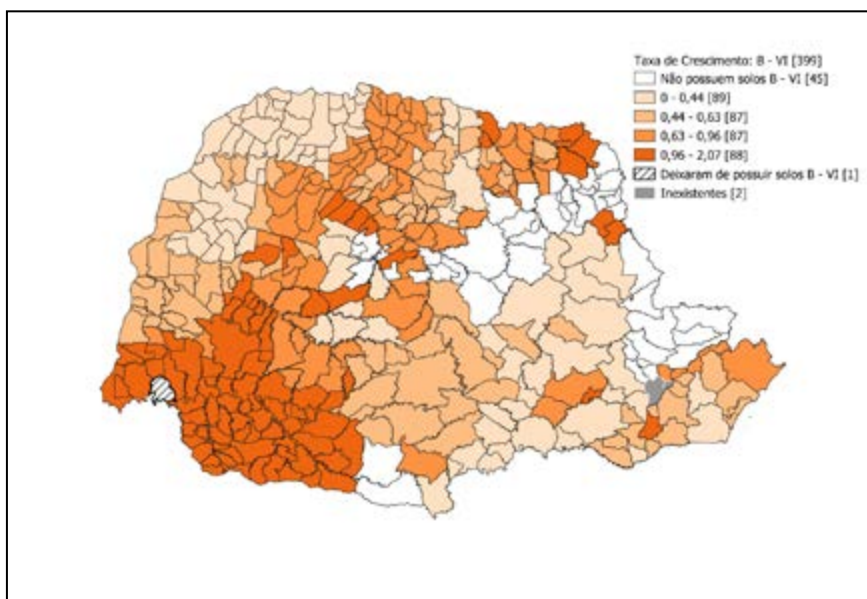 Taxa de Crescimento: B - VI [399]
Não possuem solos B - VI [45]
0 - 0,44 [89]
0,44 - 0,63 [87]
0,63 - 0,96 [87]
0,96 - 2,07 [88]
Deixaram de possuir solos B - VI [1]
Inexistentes [2]